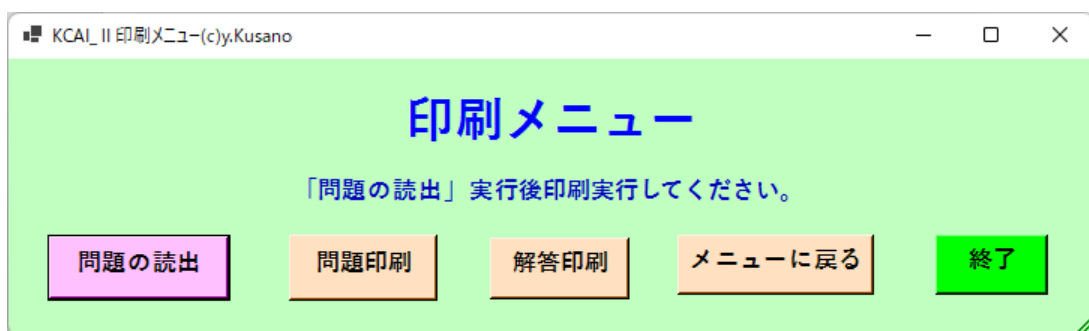 KCAI_ II 印刷ﾒﾆｭｰ(c)y.Kusano
印刷メニュー
「問題の読出」実行後印刷実行してください。
問題の読出 問題印刷 解答印刷 メニューに戻る 終了